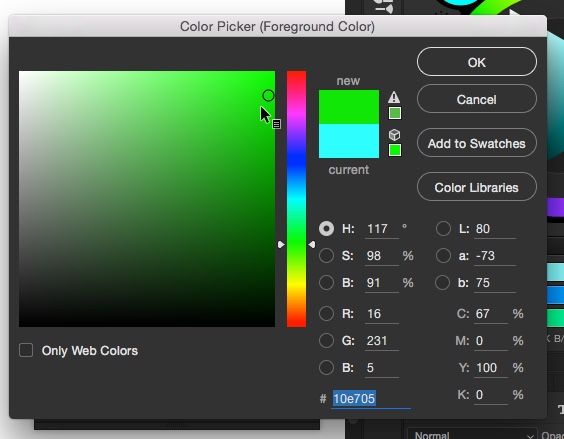 Color Picker (Foreground Color)
new
current
OK
Cancel
Add to Swatches
Color Libraries
H: 117 °
S: 98 %
B: 91 %
R: 16
G: 231
B: 5
# 10e705
L: 80
a: -73
b: 75
C: 67 %
M: 0 %
Y: 100 %
K: 0 %
Only Web Colors
K B/
Normal
Opac